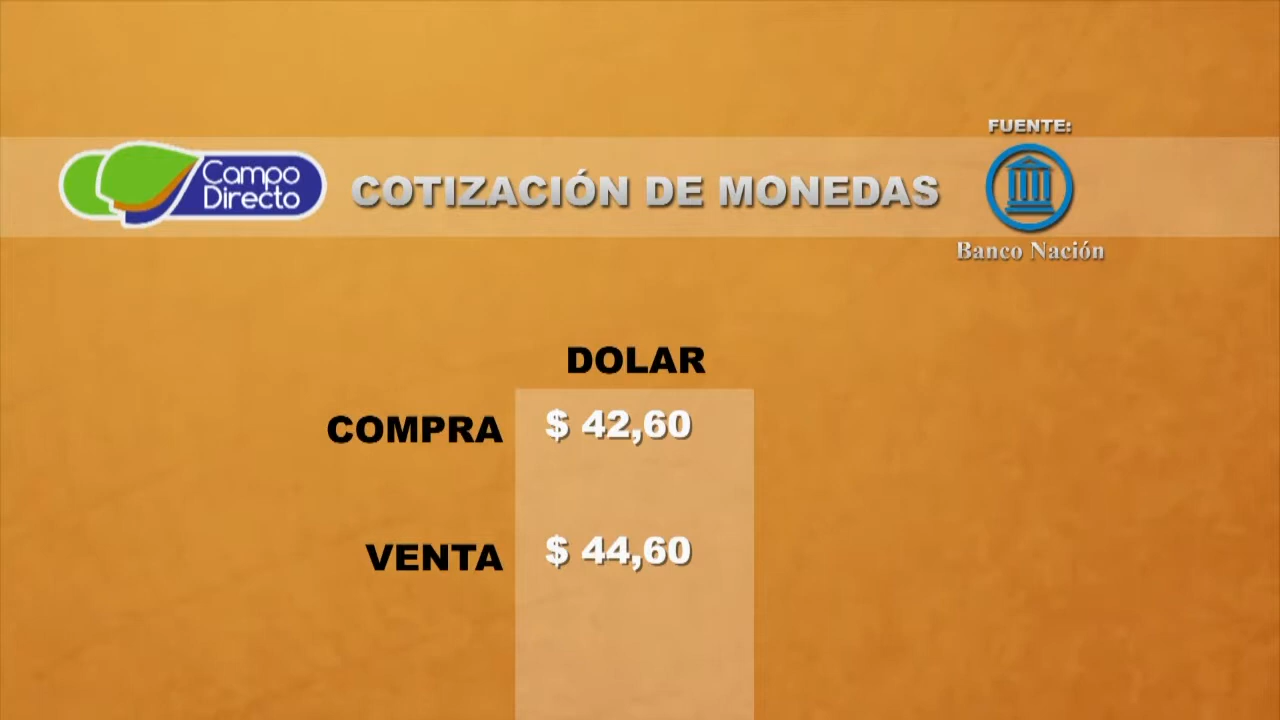 FUENTE:
Campo
Directo
COTIZACIÓN DE MONEDAS
Banco Nación
DOLAR
COMPRA $ 42,60
VENTA $ 44,60